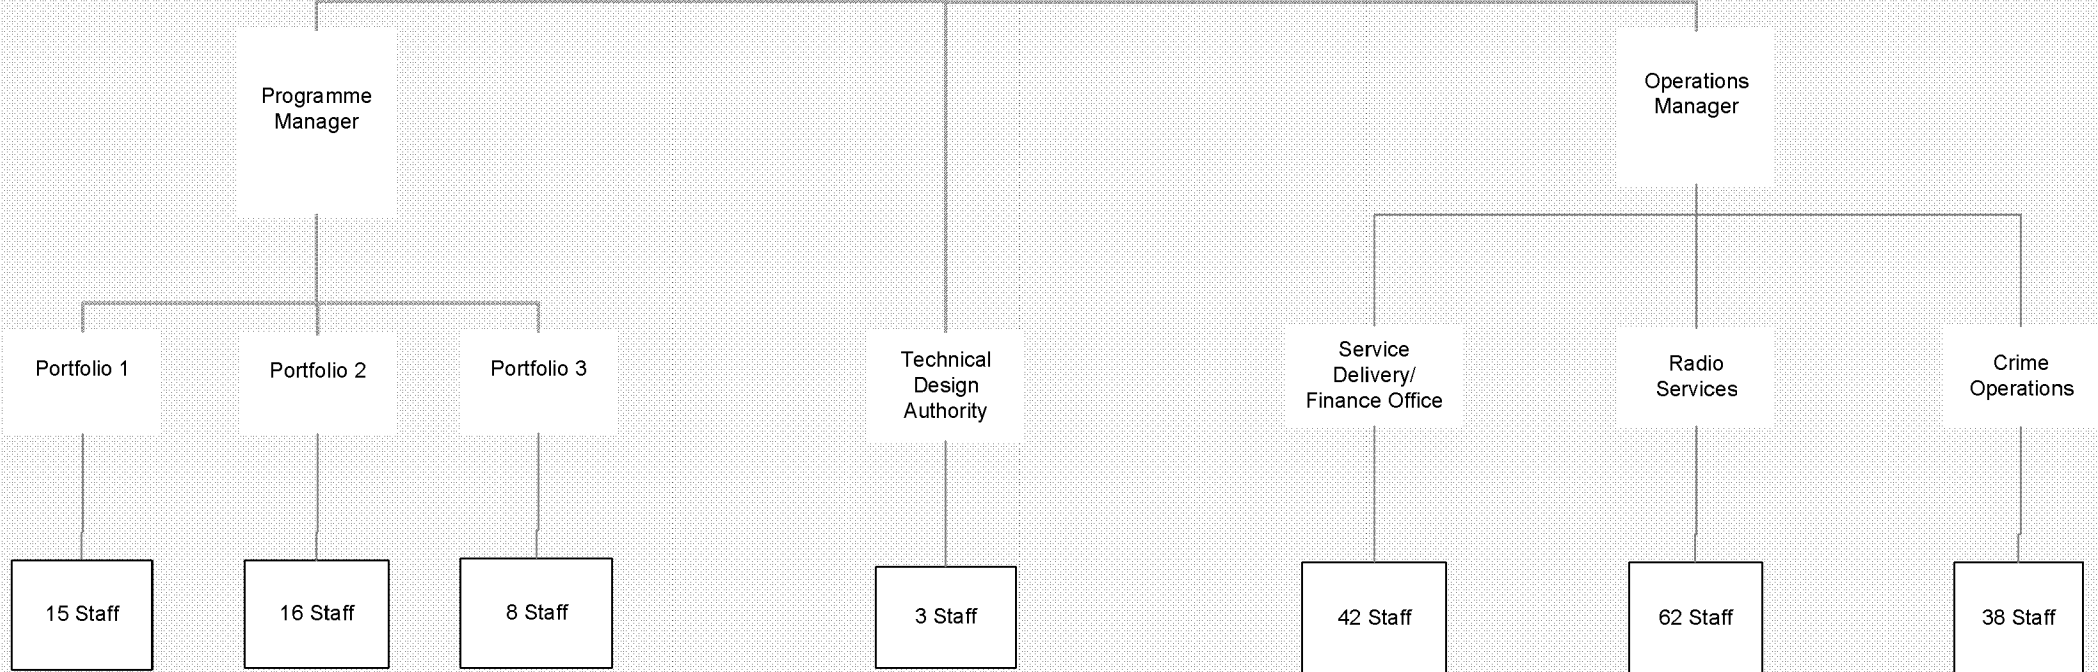 Programme
Manager
Operations
Manager
Portfolio 1
Portfolio 2
Portfolio 3
Technical
Design
Authority
Service
Delivery/
Finance Office
Radio
Services
Crime
Operations
15 Staff
16 Staff
8 Staff
3 Staff
42 Staff
62 Staff
38 Staff